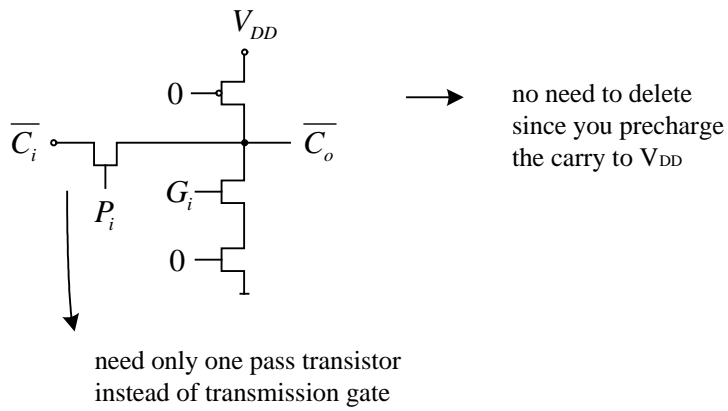 V_DD
0
C̅_i̅
C̅_o̅
P_i
G_i
0
no need to delete
since you precharge
the carry to VDD
need only one pass transistor
instead of transmission gate